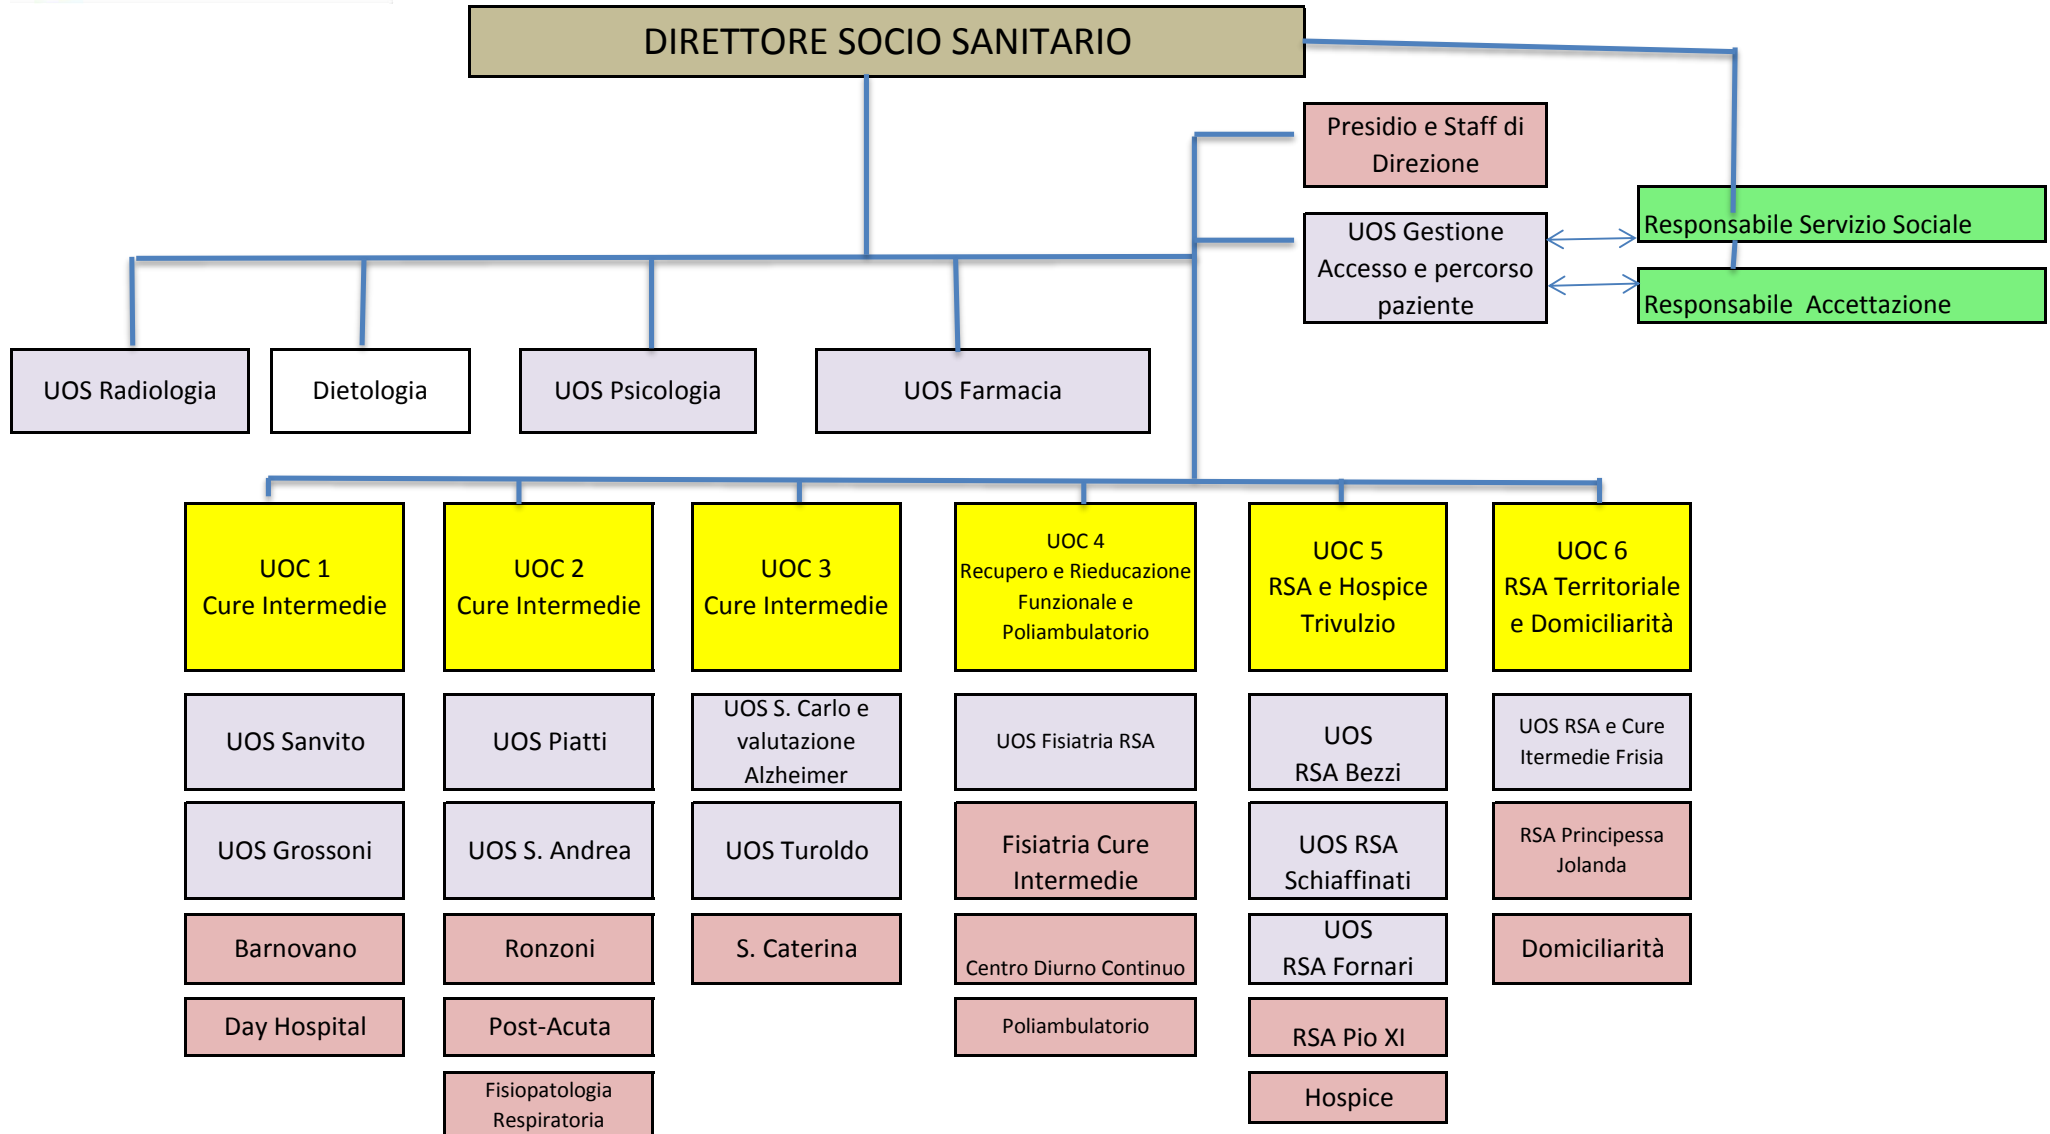 DIRETTORE SOCIO SANITARIO
Presidio e Staff di
Direzione
UOS Gestione
Accesso e percorso
paziente
Responsabile Servizio Sociale
Responsabile  Accettazione
UOS Radiologia
Dietologia
UOS Psicologia
UOS Farmacia
UOC 1
Cure Intermedie
UOC 2
Cure Intermedie
UOC 3
Cure Intermedie
UOC 4
Recupero e Rieducazione
Funzionale e
Poliambulatorio
UOC 5
RSA e Hospice
Trivulzio
UOC 6
RSA Territoriale
e Domiciliarità
UOS Sanvito
UOS Piatti
UOS S. Carlo e
valutazione
Alzheimer
UOS Fisiatria RSA
UOS
RSA Bezzi
UOS RSA e Cure
Itermedie Frisia
UOS Grossoni
UOS S. Andrea
UOS Turoldo
Fisiatria Cure
Intermedie
UOS RSA
Schiaffinati
RSA Principessa
Jolanda
Barnovano
Ronzoni
S. Caterina
Centro Diurno Continuo
UOS
RSA Fornari
Domiciliarità
Day Hospital
Post-Acuta
Poliambulatorio
RSA Pio XI
Fisiopatologia
Respiratoria
Hospice